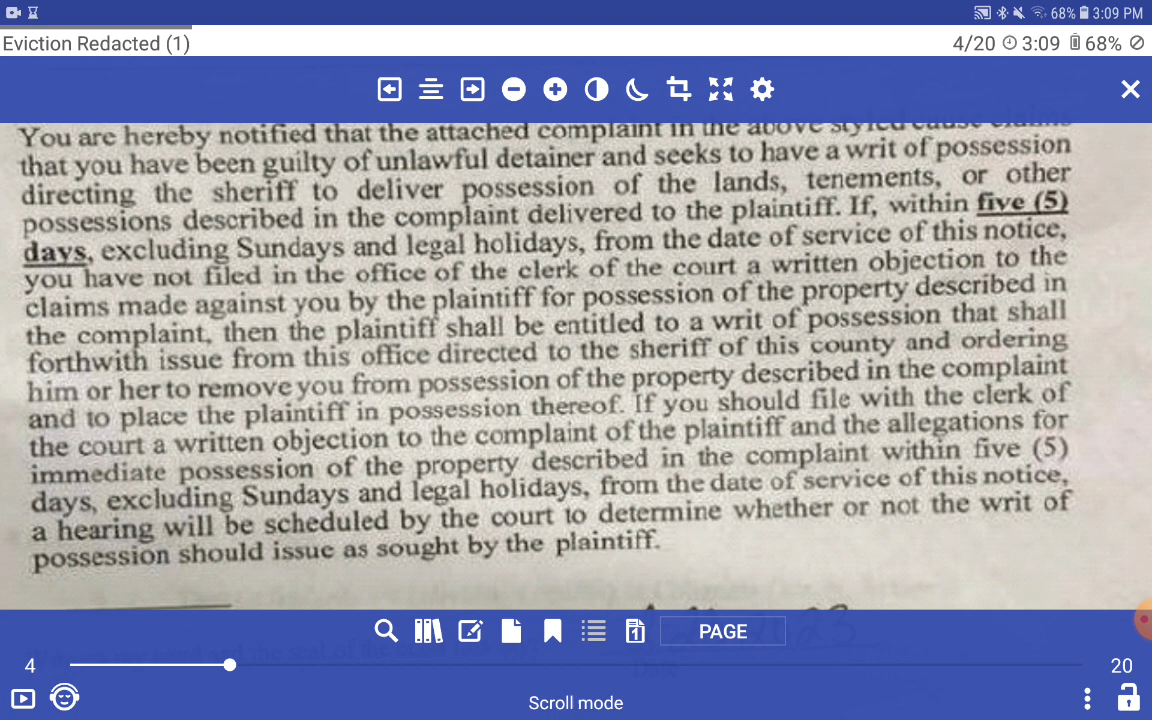 68% 3:09 PM
Eviction Redacted (1)
4/20 3:09 68%
You are hereby notified that the attached complaint in the above styled cause claims
that you have been guilty of unlawful detainer and seeks to have a writ of possession
directing the sheriff to deliver possession of the lands, tenements, or other
possessions described in the complaint delivered to the plaintiff. If, within five (5)
days, excluding Sundays and legal holidays, from the date of service of this notice,
you have not filed in the office of the clerk of the court a written objection to the
claims made against you by the plaintiff for possession of the property described in
the complaint, then the plaintiff shall be entitled to a writ of possession that shall
forthwith issue from this office directed to the sheriff of this county and ordering
him or her to remove you from possession of the property described in the complaint
and to place the plaintiff in possession thereof. If you should file with the clerk of
the court a written objection to the complaint of the plaintiff and the allegations for
immediate possession of the property described in the complaint within five (5)
days, excluding Sundays and legal holidays, from the date of service of this notice,
a hearing will be scheduled by the court to determine whether or not the writ of
possession should issue as sought by the plaintiff.
1
PAGE
and the seal of the
Date
4
20
Scroll mode